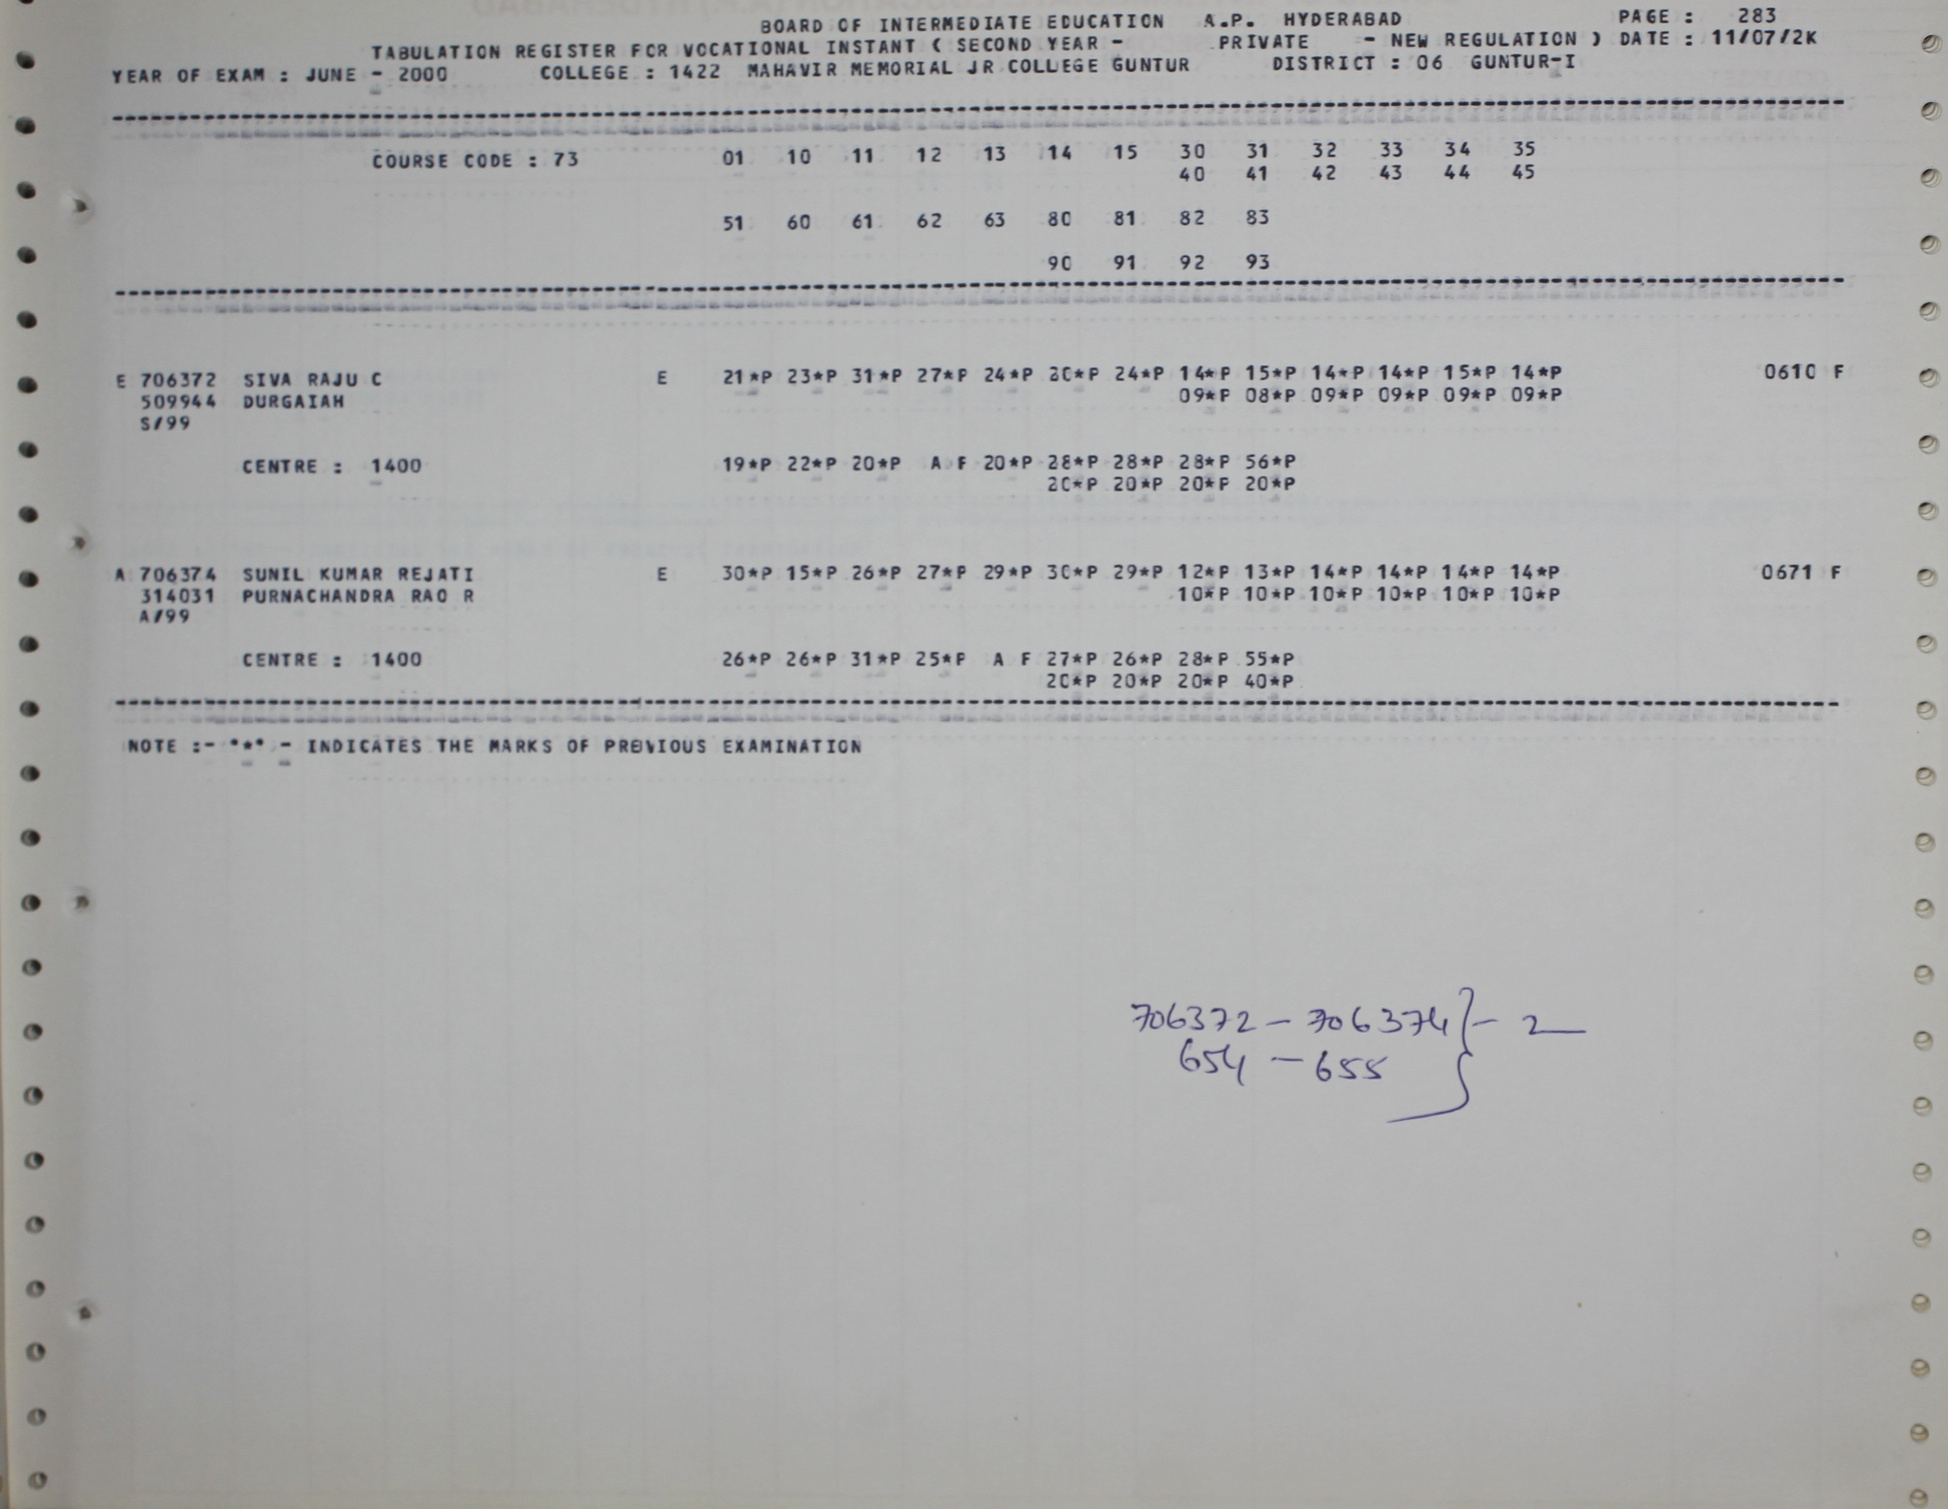 BOARD OF INTERMEDIATE EDUCATION A.P. HYDERABAD PAGE : 283
TABULATION REGISTER FOR VOCATIONAL INSTANT ( SECOND YEAR - PRIVATE - NEW REGULATION ) DATE : 11/07/2K
YEAR OF EXAM : JUNE - 2000 COLLEGE : 1422 MAHAVIR MEMORIAL JR COLLEGE GUNTUR DISTRICT : 06 GUNTUR-I
COURSE CODE : 73 01 10 11 12 13 14 15 30 31 32 33 34 35
40 41 42 43 44 45
51 60 61 62 63 80 81 82 83
90 91 92 93
E 706372 SIVA RAJU C E 21*P 23*P 31*P 27*P 24*P 20*P 24*P 14*P 15*P 14*P 14*P 15*P 14*P 0610 F
509944 DURGAIAH 09*P 08*P 09*P 09*P 09*P 09*P
S/99
CENTRE : 1400 19*P 22*P 20*P A F 20*P 28*P 28*P 28*P 56*P
20*P 20*P 20*P 20*P
A 706374 SUNIL KUMAR REJATI E 30*P 15*P 26*P 27*P 29*P 30*P 29*P 12*P 13*P 14*P 14*P 14*P 14*P 0671 F
314031 PURNACHANDRA RAO R 10*P 10*P 10*P 10*P 10*P 10*P
A/99
CENTRE : 1400 26*P 26*P 31*P 25*P A F 27*P 26*P 28*P 55*P
20*P 20*P 20*P 40*P
NOTE :- "*" - INDICATES THE MARKS OF PREVIOUS EXAMINATION
706372 - 706374 } - 2
654 - 655